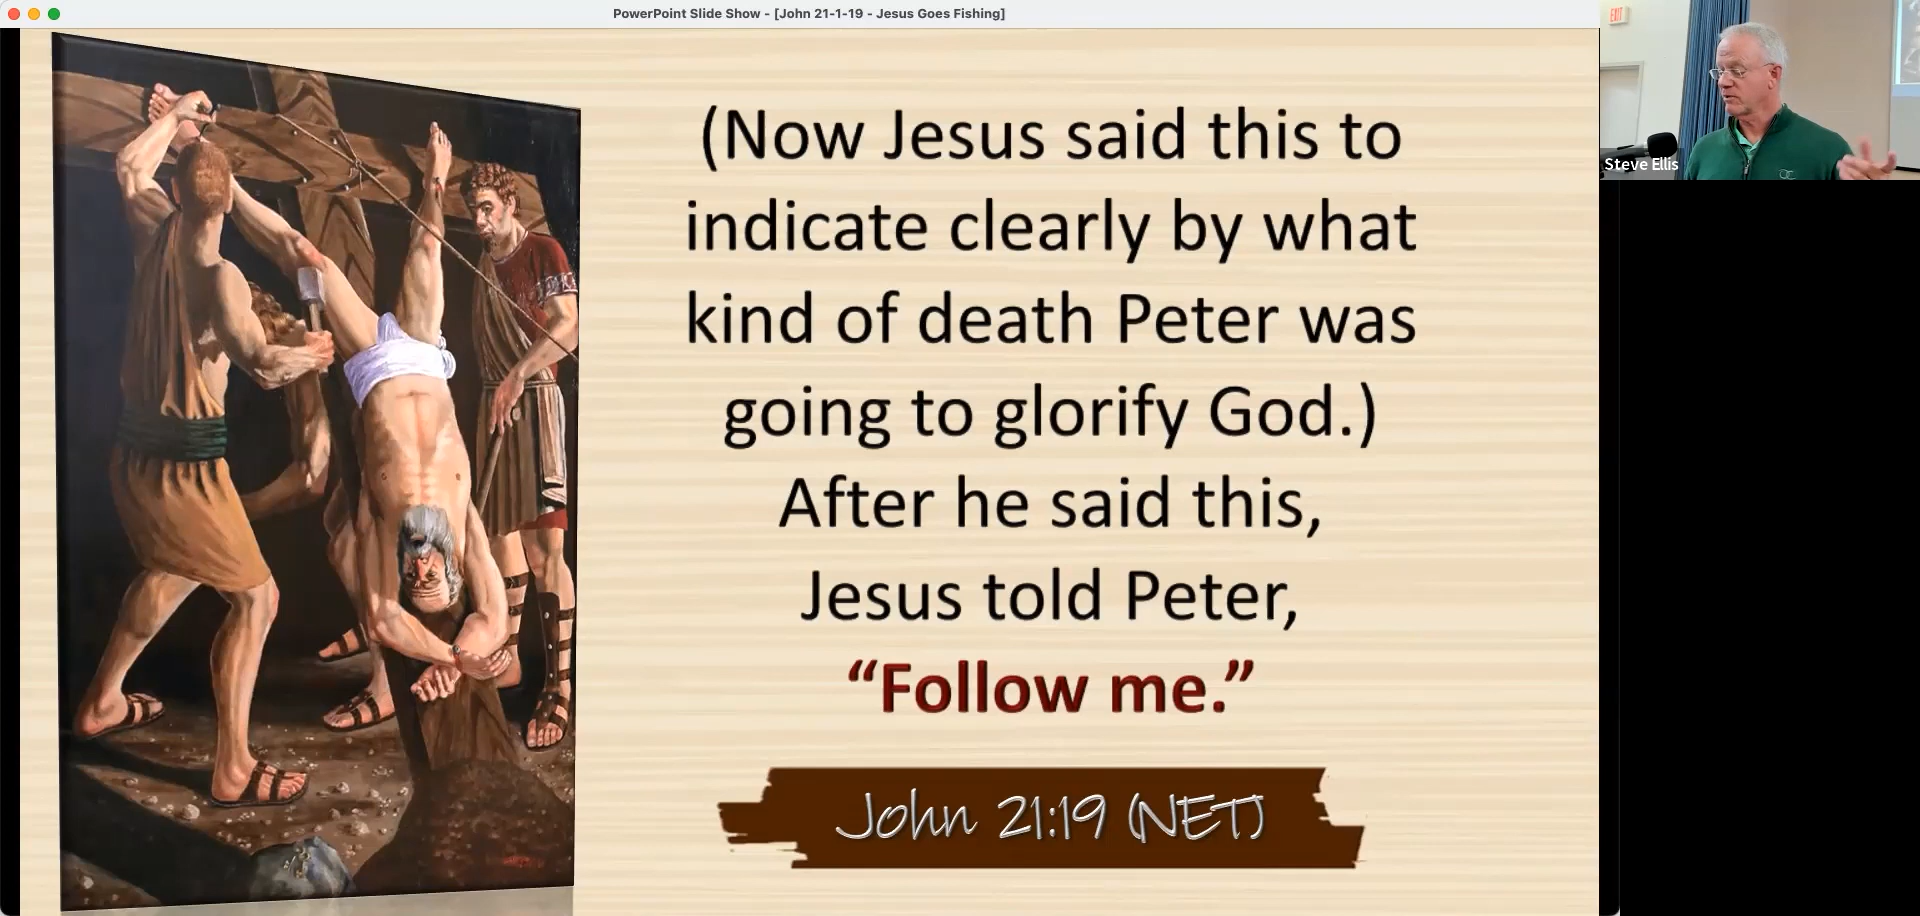 PowerPoint Slide Show - [John 21-1-19 - Jesus Goes Fishing]
EXIT
Steve Ellis
(Now Jesus said this to
indicate clearly by what
kind of death Peter was
going to glorify God.)
After he said this,
Jesus told Peter,
“Follow me.”
John 21:19 (NET)